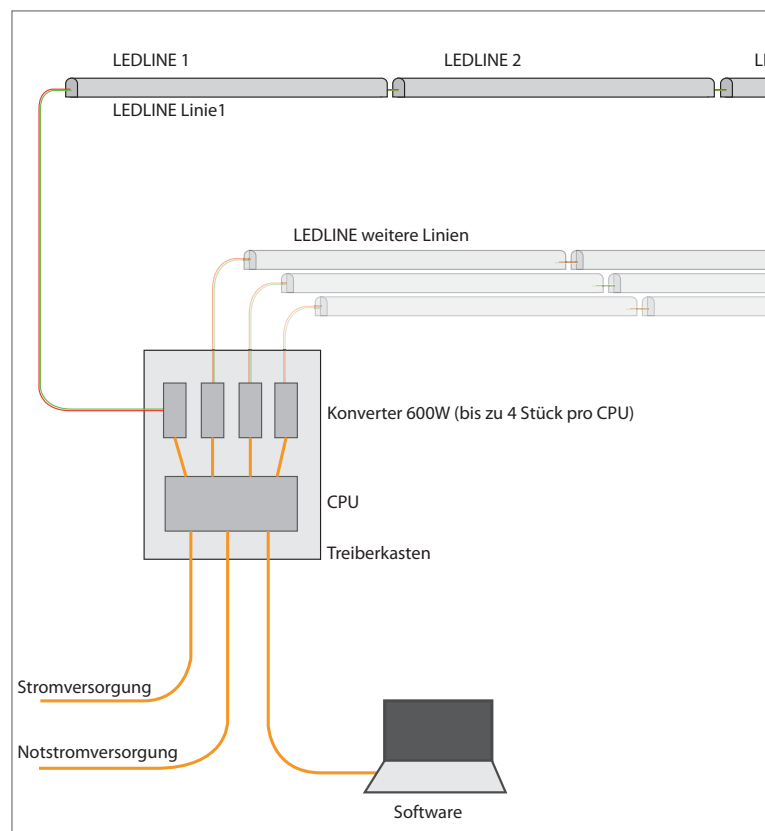 LEDLINE 1
LEDLINE 2
LE
LEDLINE Linie1
LEDLINE weitere Linien
Konverter 600W (bis zu 4 Stück pro CPU)
CPU
Treiberkasten
Stromversorgung
Notstromversorgung
Software